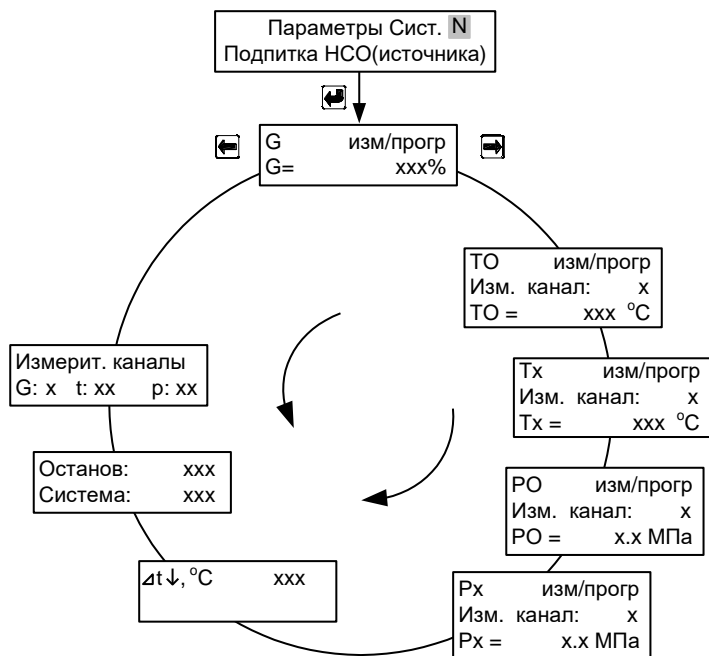 Параметры Сист. N
Подпитка НСО(источника)
G изм/прогр
G= xxx%
ТО изм/прогр
Изм. канал: x
ТО = xxx °C
Тх изм/прогр
Изм. канал: x
Тх = xxx °C
РО изм/прогр
Изм. канал: x
РО = x.x МПа
Рх изм/прогр
Изм. канал: x
Рх = x.x МПа
⊿t↓,°C xxx
Останов: xxx
Система: xxx
Измерит. каналы
G: x t: xx p: xx